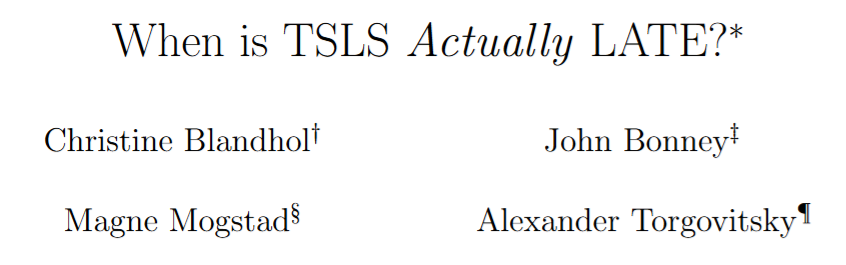 When is TSLS Actually LATE?*
Christine Blandhol† John Bonney‡
Magne Mogstad§ Alexander Torgovitsky¶